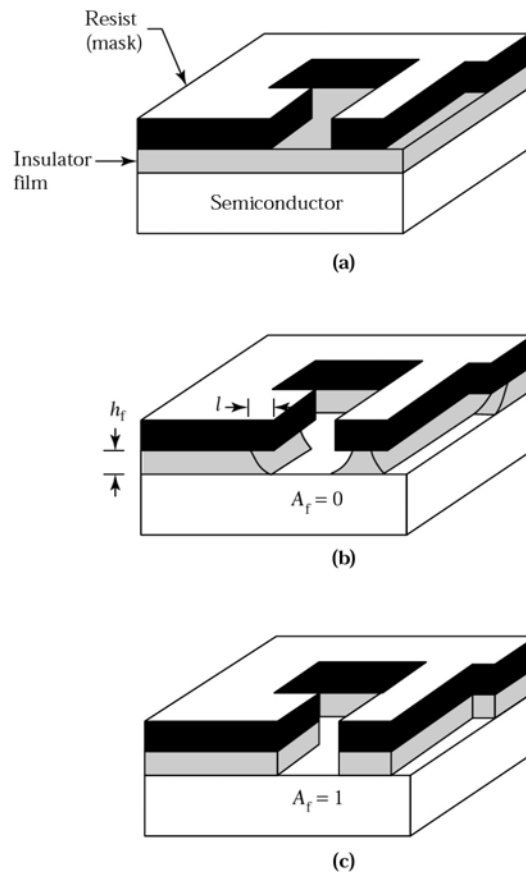 Resist
(mask)
Insulator
film
Semiconductor
(a)
h_f
l
A_f = 0
(b)
A_f = 1
(c)